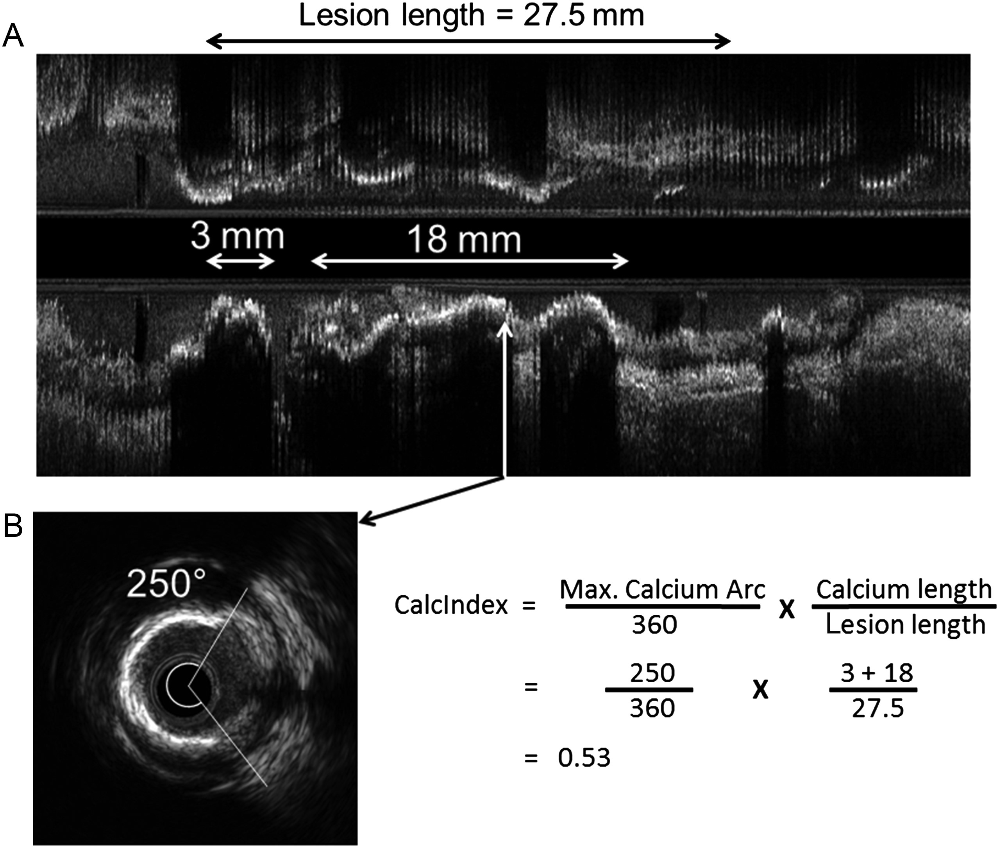 Lesion length = 27.5 mm
A
3 mm
18 mm
B
250°
CalcIndex = Max. Calcium Arc / 360 X Calcium length / Lesion length
= 250 / 360 X 3 + 18 / 27.5
= 0.53